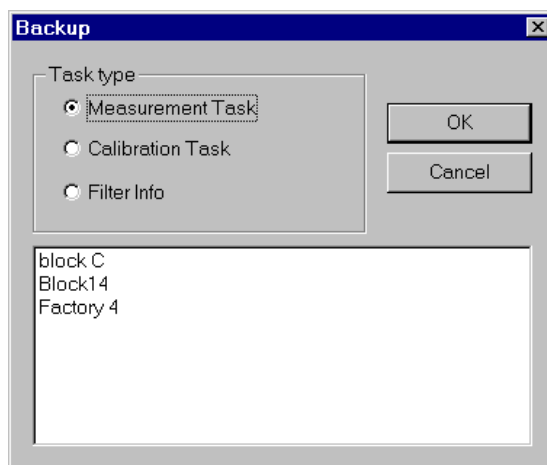 Backup
Task type
Measurement Task
Calibration Task
Filter Info
OK
Cancel
block C
Block14
Factory 4